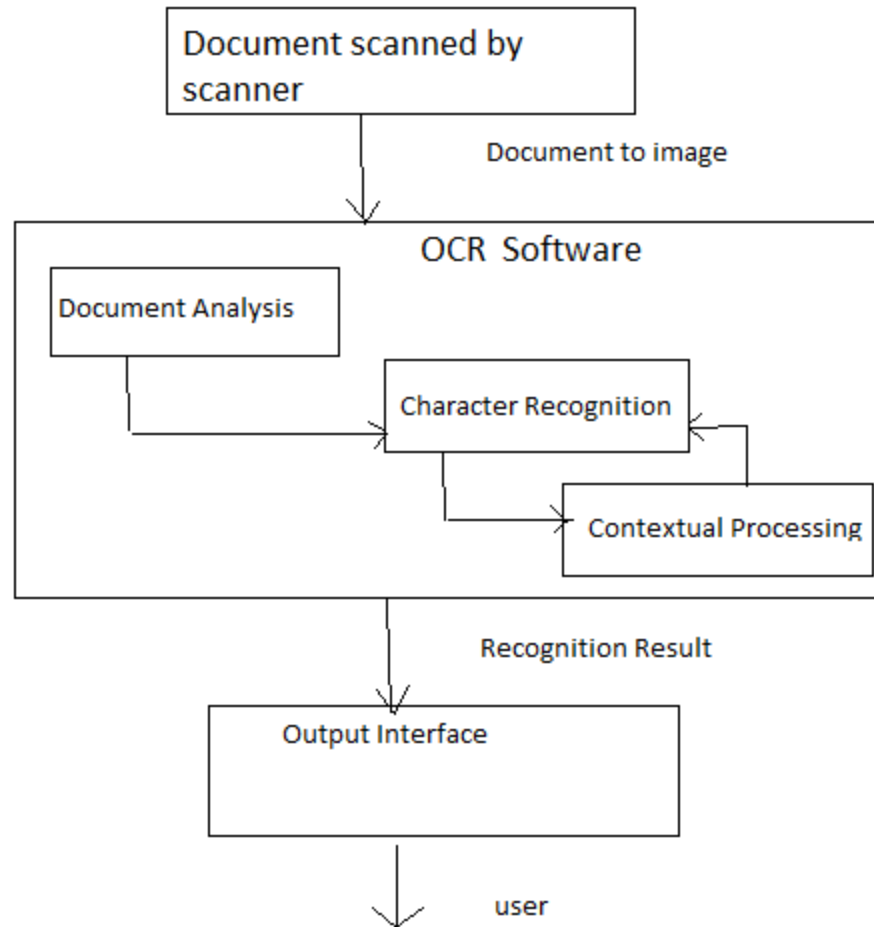 Document scanned by
scanner
Document to image
OCR Software
Document Analysis
Character Recognition
Contextual Processing
Recognition Result
Output Interface
user